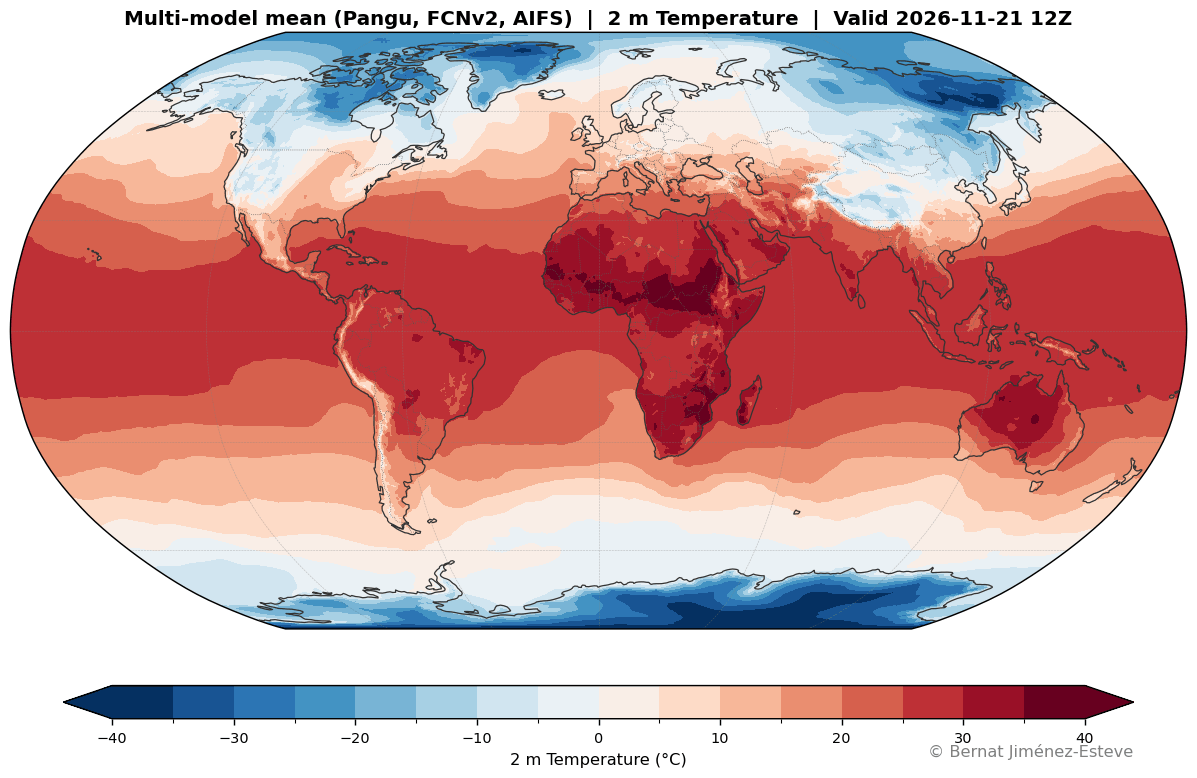 Multi-model mean (Pangu, FCNv2, AIFS)  |  2 m Temperature  |  Valid 2026-11-21 12Z
−40 −30 −20 −10 0 10 20 30 40
2 m Temperature (°C)
© Bernat Jiménez-Esteve